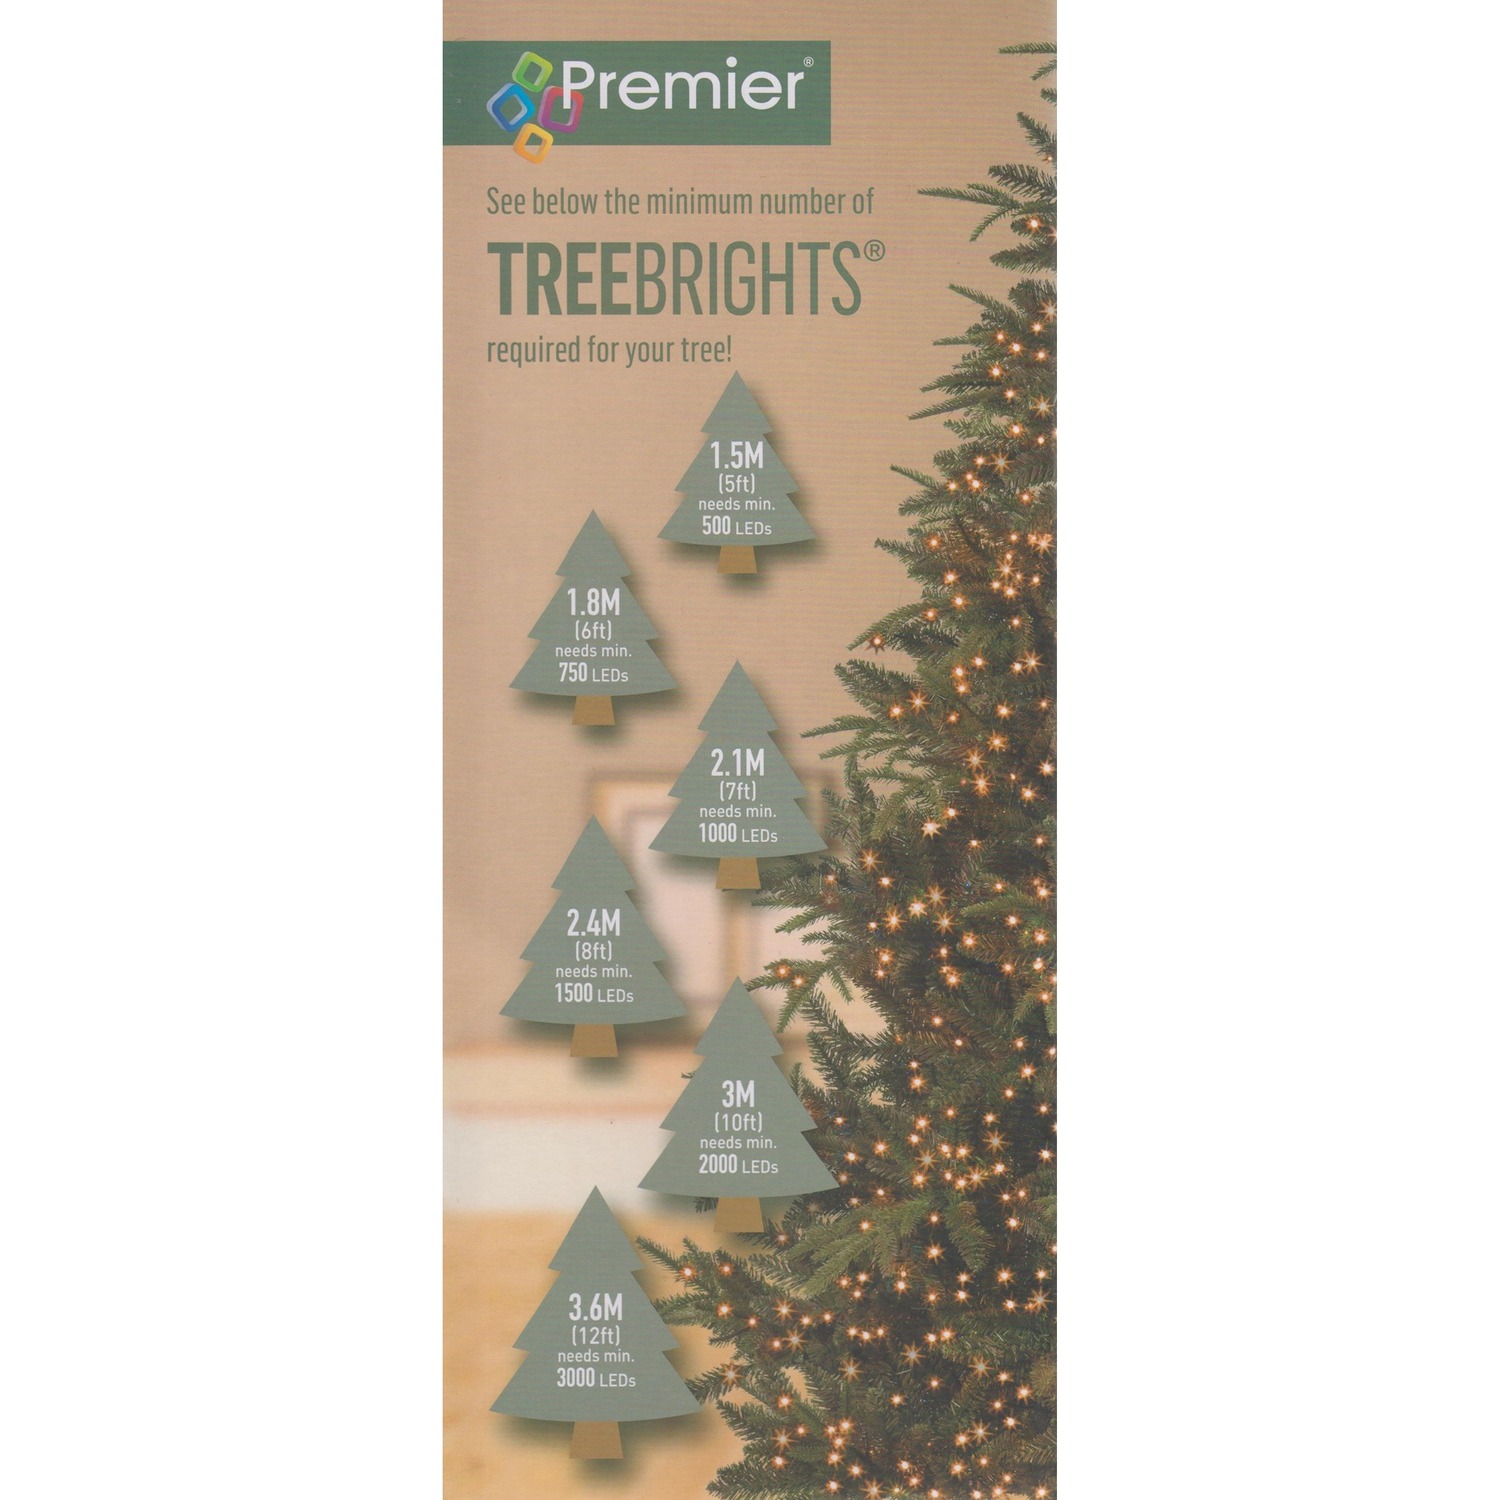 Premier®
See below the minimum number of
TREEBRIGHTS®
required for your tree!
1.5M
(5ft)
needs min.
500 LEDs
1.8M
(6ft)
needs min.
750 LEDs
2.1M
(7ft)
needs min.
1000 LEDs
2.4M
(8ft)
needs min.
1500 LEDs
3M
(10ft)
needs min.
2000 LEDs
3.6M
(12ft)
needs min.
3000 LEDs